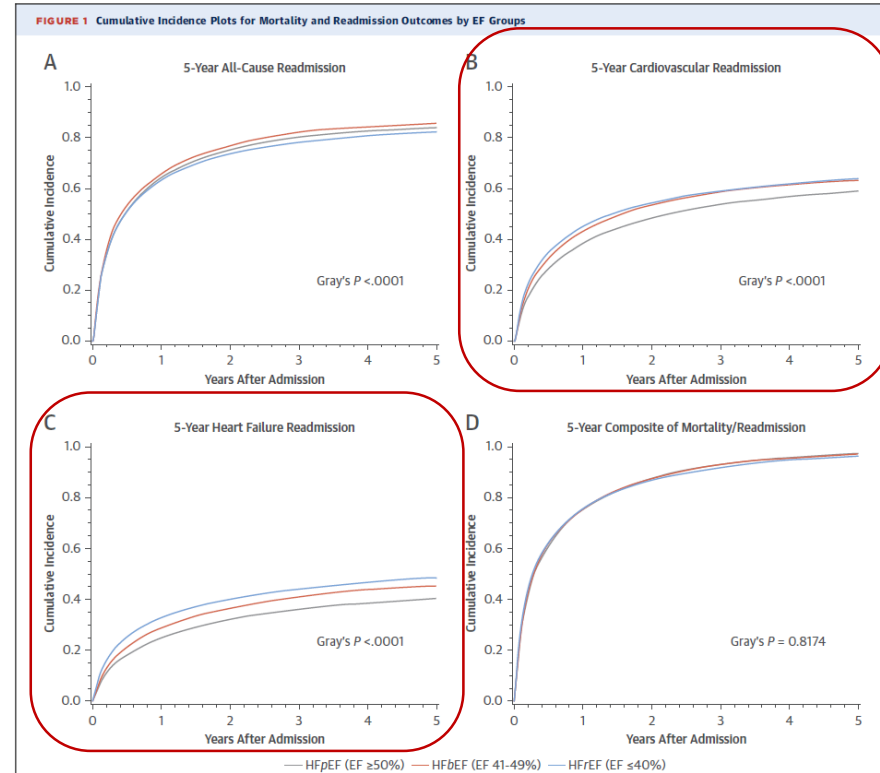 FIGURE 1 Cumulative Incidence Plots for Mortality and Readmission Outcomes by EF Groups
A
5-Year All-Cause Readmission
Cumulative Incidence
1.0
0.8
0.6
0.4
0.2
0.0
Gray's P <.0001
0 1 2 3 4 5
Years After Admission
B
5-Year Cardiovascular Readmission
Cumulative Incidence
1.0
0.8
0.6
0.4
0.2
0.0
Gray's P <.0001
0 1 2 3 4 5
Years After Admission
C
5-Year Heart Failure Readmission
Cumulative Incidence
1.0
0.8
0.6
0.4
0.2
0.0
Gray's P <.0001
0 1 2 3 4 5
Years After Admission
D
5-Year Composite of Mortality/Readmission
Cumulative Incidence
1.0
0.8
0.6
0.4
0.2
0.0
Gray's P = 0.8174
0 1 2 3 4 5
Years After Admission
HFpEF (EF ≥50%) HFbEF (EF 41-49%) HFrEF (EF ≤40%)